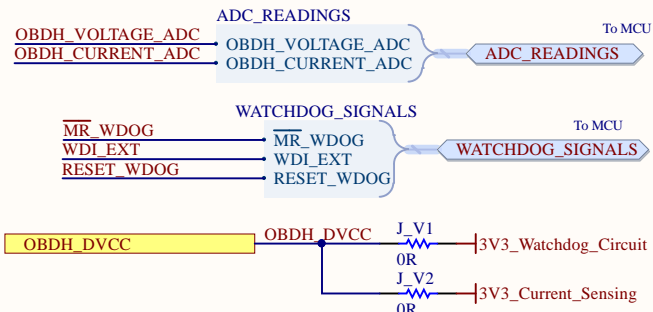 ADC_READINGS
To MCU
OBDH_VOLTAGE_ADC OBDH_VOLTAGE_ADC
OBDH_CURRENT_ADC OBDH_CURRENT_ADC
ADC_READINGS
WATCHDOG_SIGNALS
To MCU
MR_WDOG MR_WDOG
WDI_EXT WDI_EXT
WATCHDOG_SIGNALS
RESET_WDOG RESET_WDOG
OBDH_DVCC OBDH_DVCC J_V1
0R 3V3_Watchdog_Circuit
J_V2
0R 3V3_Current_Sensing